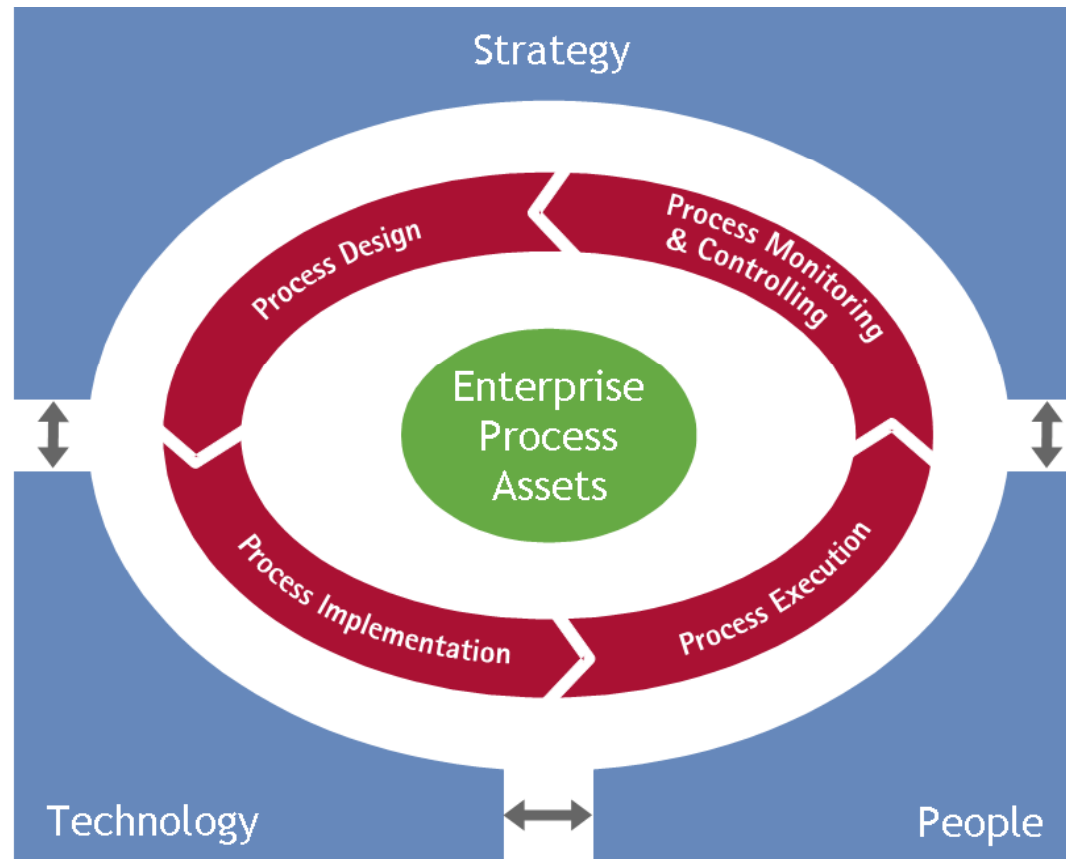 Strategy
Process Design
Process Monitoring
& Controlling
Enterprise
Process
Assets
Process Implementation
Process Execution
Technology
People